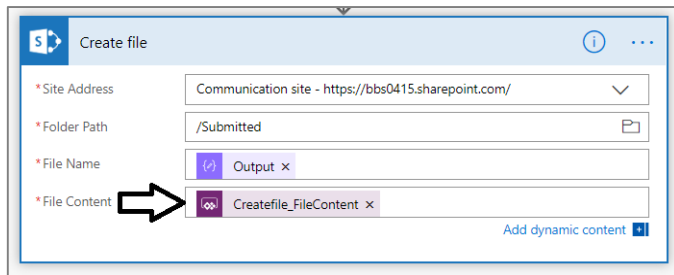 Create file
*Site Address Communication site - https://bbs0415.sharepoint.com/
*Folder Path /Submitted
*File Name Output ×
*File Content Createfile_FileContent ×
Add dynamic content